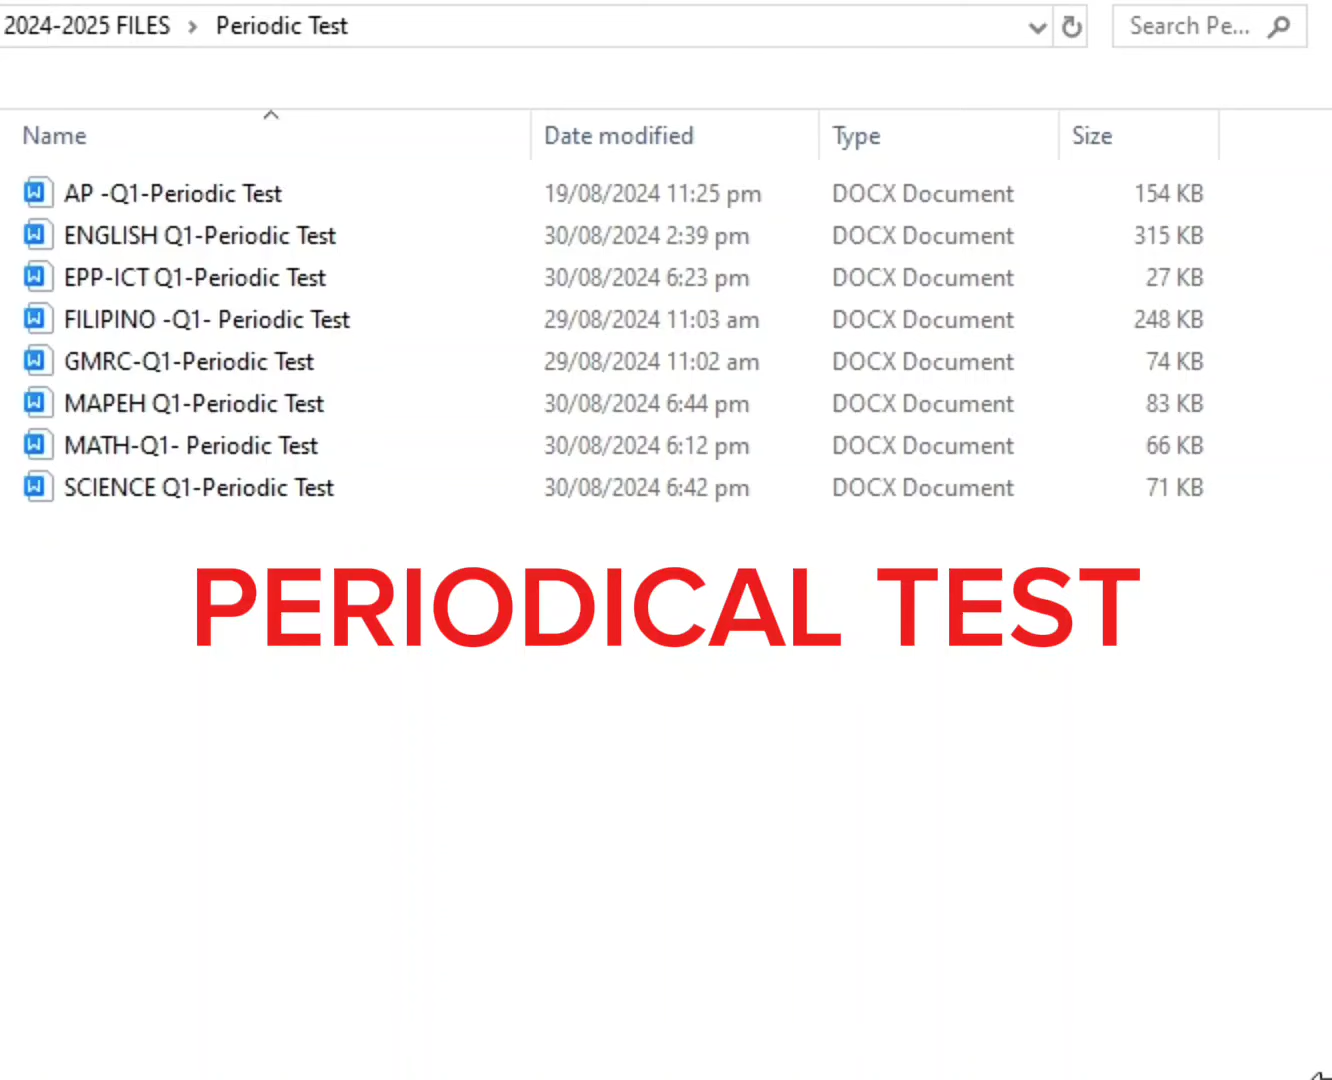 2024-2025 FILES > Periodic Test Search Pe...
Name Date modified Type Size
AP -Q1-Periodic Test 19/08/2024 11:25 pm DOCX Document 154 KB
ENGLISH Q1-Periodic Test 30/08/2024 2:39 pm DOCX Document 315 KB
EPP-ICT Q1-Periodic Test 30/08/2024 6:23 pm DOCX Document 27 KB
FILIPINO -Q1- Periodic Test 29/08/2024 11:03 am DOCX Document 248 KB
GMRC-Q1-Periodic Test 29/08/2024 11:02 am DOCX Document 74 KB
MAPEH Q1-Periodic Test 30/08/2024 6:44 pm DOCX Document 83 KB
MATH-Q1- Periodic Test 30/08/2024 6:12 pm DOCX Document 66 KB
SCIENCE Q1-Periodic Test 30/08/2024 6:42 pm DOCX Document 71 KB
PERIODICAL TEST